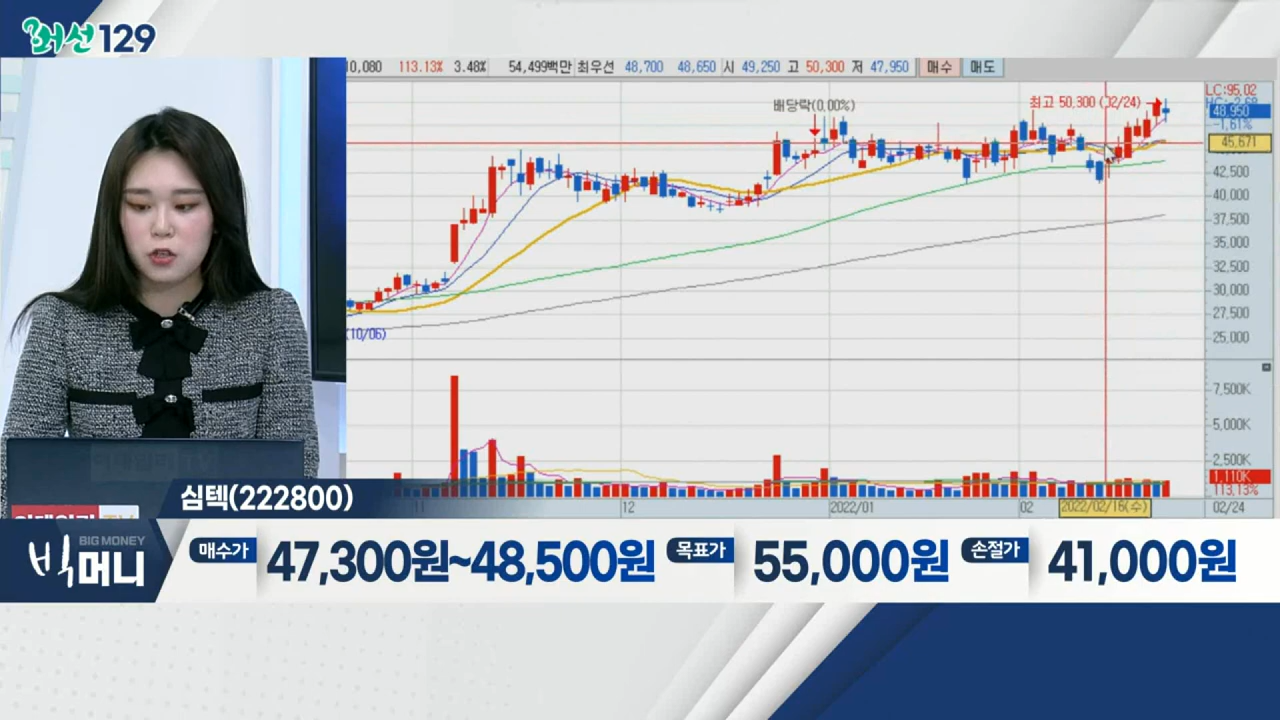 머선129
10,080 113.13% 3.48% 54,499백만 최우선 48,700 48,650 시 49,250 고 50,300 저 47,950 매수 매도
배당락(0.00%)
최고 50,300 (02/24)
LC:95.02
48,950
-1.61%
45,671
42,500
40,000
37,500
35,000
32,500
30,000
27,500
25,000
(10/06)
7,500K
5,000K
2,500K
1,110K
113.13%
11 12 2022/01 02 2022/02/16(수) 02/24
심텍(222800)
BIG MONEY
빅머니
매수가 47,300원~48,500원 목표가 55,000원 손절가 41,000원